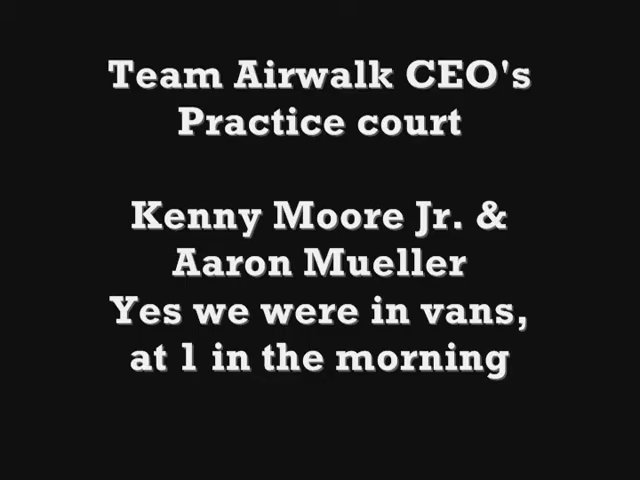 Team Airwalk CEO's
Practice court
Kenny Moore Jr. &
Aaron Mueller
Yes we were in vans,
at 1 in the morning